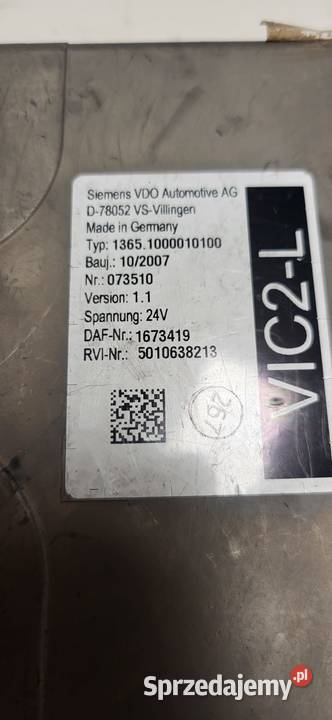 Siemens VDO Automotive AG
D-78052 VS-Villingen
Made in Germany
Typ: 1365.1000010100
Bauj.: 10/2007
Nr.: 073510
Version: 1.1
Spannung: 24V
DAF-Nr.: 1673419
RVI-Nr.: 5010638213
VIC2-L
267
Sprzedajemy.pl